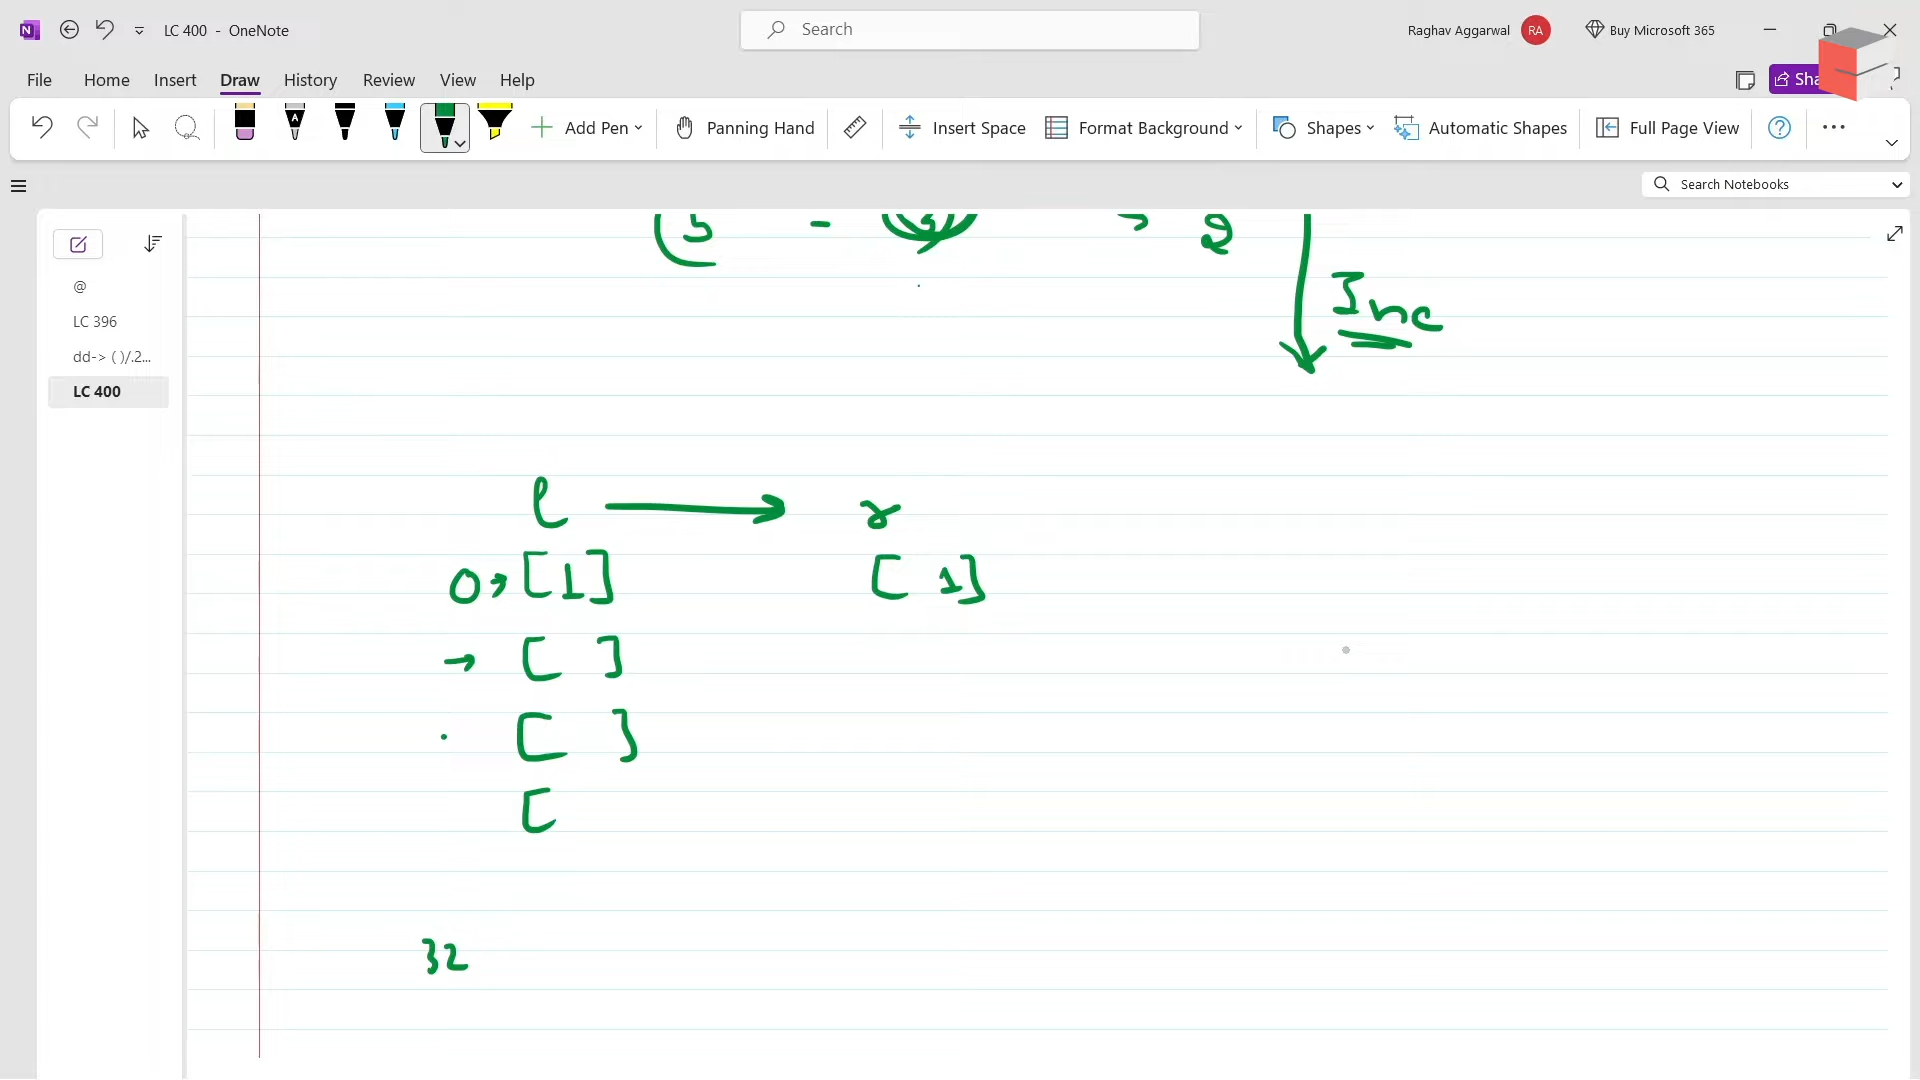 LC 400 - OneNote
Search
Raghav Aggarwal
RA
Buy Microsoft 365
File Home Insert Draw History Review View Help
Sha
Add Pen
Panning Hand
Insert Space
Format Background
Shapes
Automatic Shapes
Full Page View
Search Notebooks
@
LC 396
dd-> ( )/.2...
LC 400
Inc
l → r
0 → [1] [ 1]
→ [ ]
. [ ]
[
32